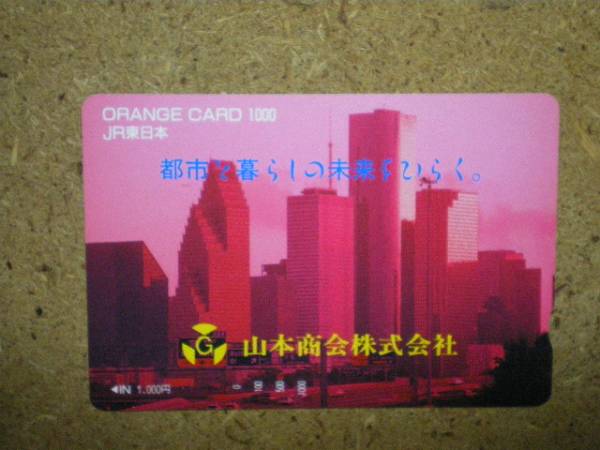 ORANGE CARD 1000
JR東日本
都市と暮らしの未来をひらく。
G 山本商会株式会社
◀IN 1.000円